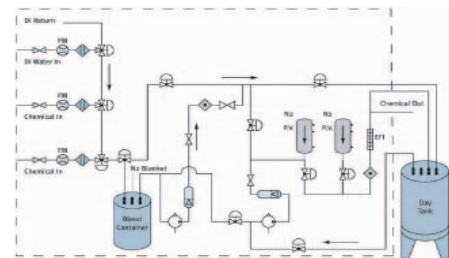 DI Return
FM
DI Water In
FM
Chemical In
FM
Chemical In
N₂ Blanket
Blend
Container
N₂
P.V.
N₂
P.V.
Chemical Out
EFI
Day
Tank